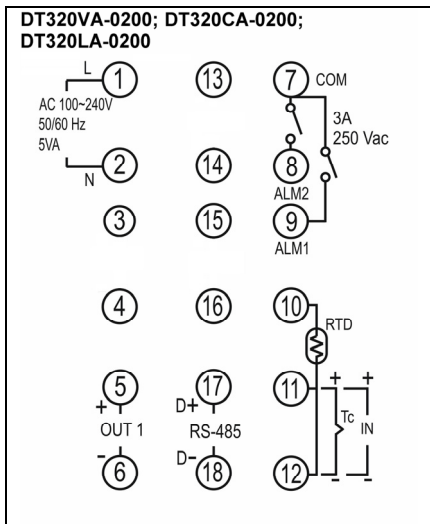 DT320VA-0200; DT320CA-0200;
DT320LA-0200
L 1 13 7 COM
AC 100~240V
50/60 Hz
5VA
3A
250 Vac
N 2 14 8
ALM2
3 15 9
ALM1
4 16 10
RTD
5 17 11 + +
+ D+
OUT 1 RS-485 Tc IN
- D-
6 18 12 - -